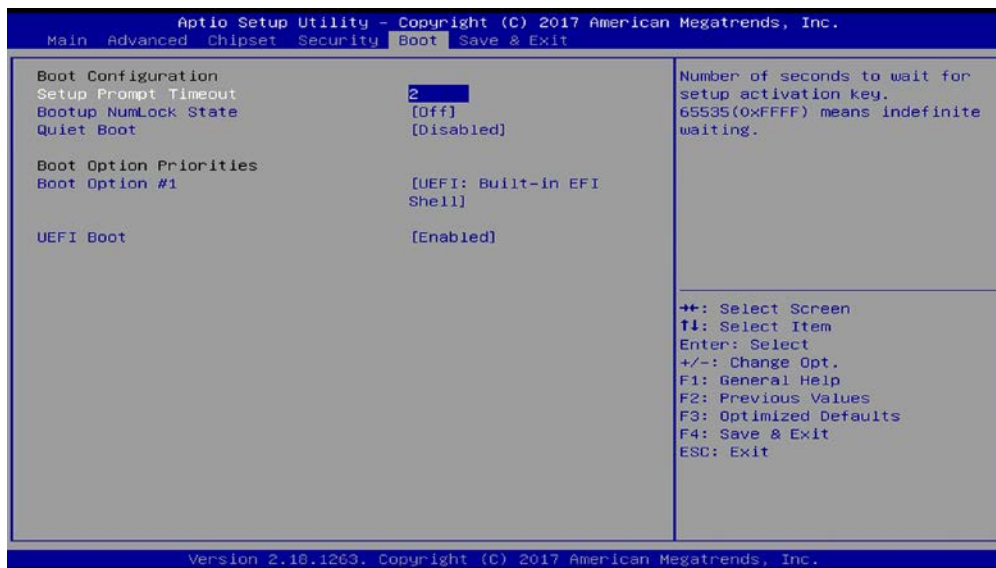 Aptio Setup Utility – Copyright (C) 2017 American Megatrends, Inc.
Main Advanced Chipset Security Boot Save & Exit
Boot Configuration
Setup Prompt Timeout 2
Bootup NumLock State [Off]
Quiet Boot [Disabled]
Boot Option Priorities
Boot Option #1 [UEFI: Built-in EFI
Shell]
UEFI Boot [Enabled]
Number of seconds to wait for
setup activation key.
65535(0xFFFF) means indefinite
waiting.
→←: Select Screen
↑↓: Select Item
Enter: Select
+/-: Change Opt.
F1: General Help
F2: Previous Values
F3: Optimized Defaults
F4: Save & Exit
ESC: Exit
Version 2.18.1263. Copyright (C) 2017 American Megatrends, Inc.